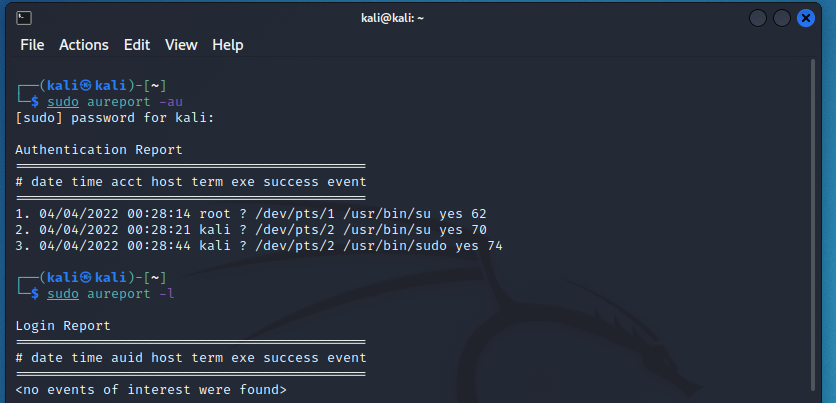 kali@kali: ~
File Actions Edit View Help
┌──(kali㉿kali)-[~]
└─$ sudo aureport -au
[sudo] password for kali:
Authentication Report
============================================
# date time acct host term exe success event
============================================
1. 04/04/2022 00:28:14 root ? /dev/pts/1 /usr/bin/su yes 62
2. 04/04/2022 00:28:21 kali ? /dev/pts/2 /usr/bin/su yes 70
3. 04/04/2022 00:28:44 kali ? /dev/pts/2 /usr/bin/sudo yes 74
┌──(kali㉿kali)-[~]
└─$ sudo aureport -l
Login Report
============================================
# date time auid host term exe success event
============================================
<no events of interest were found>